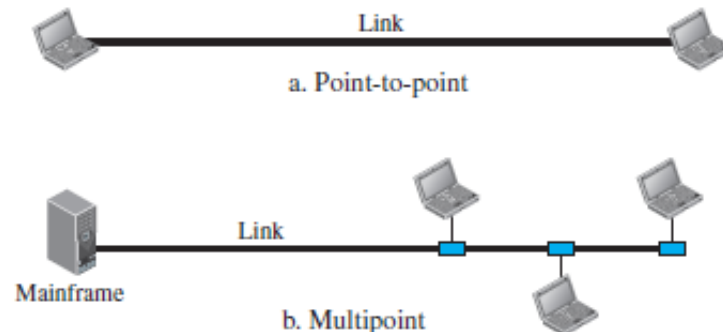 Link
a. Point-to-point
Link
Mainframe
b. Multipoint